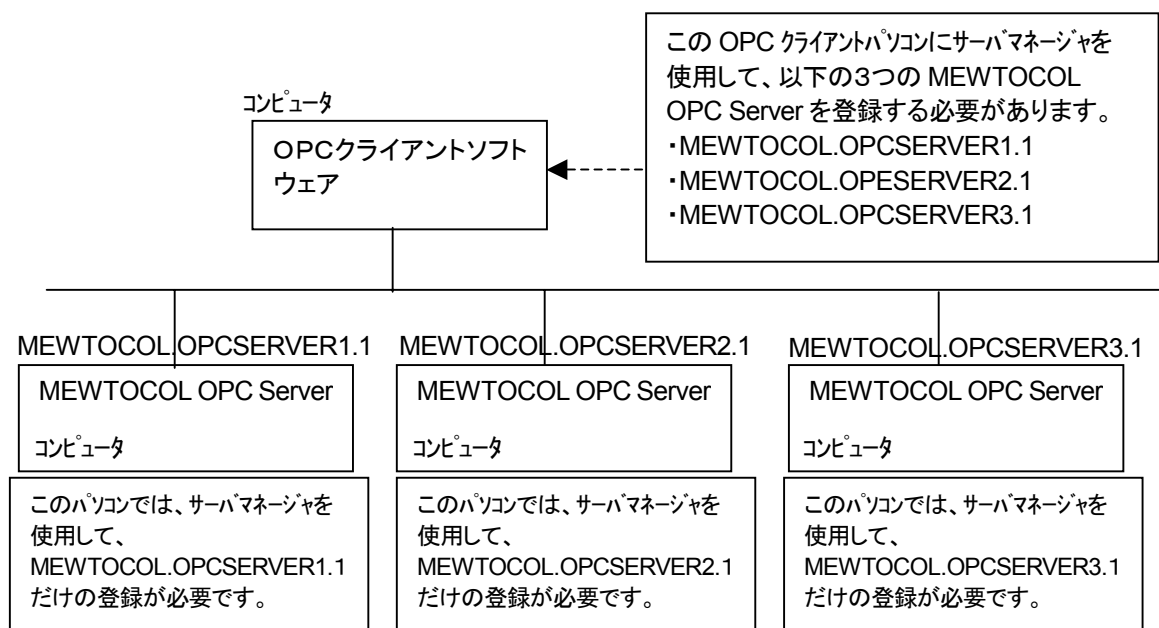 この OPC クライアントパソコンにサーバマネージャを
使用して、以下の３つの MEWTOCOL
OPC Server を登録する必要があります。
・MEWTOCOL.OPCSERVER1.1
・MEWTOCOL.OPESERVER2.1
・MEWTOCOL.OPCSERVER3.1
コンピュータ
ＯＰＣクライアントソフト
ウェア
MEWTOCOL.OPCSERVER1.1
MEWTOCOL OPC Server
コンピュータ
このパソコンでは、サーバマネージャを
使用して、
MEWTOCOL.OPCSERVER1.1
だけの登録が必要です。
MEWTOCOL.OPCSERVER2.1
MEWTOCOL OPC Server
コンピュータ
このパソコンでは、サーバマネージャを
使用して、
MEWTOCOL.OPCSERVER2.1
だけの登録が必要です。
MEWTOCOL.OPCSERVER3.1
MEWTOCOL OPC Server
コンピュータ
このパソコンでは、サーバマネージャを
使用して、
MEWTOCOL.OPCSERVER3.1
だけの登録が必要です。